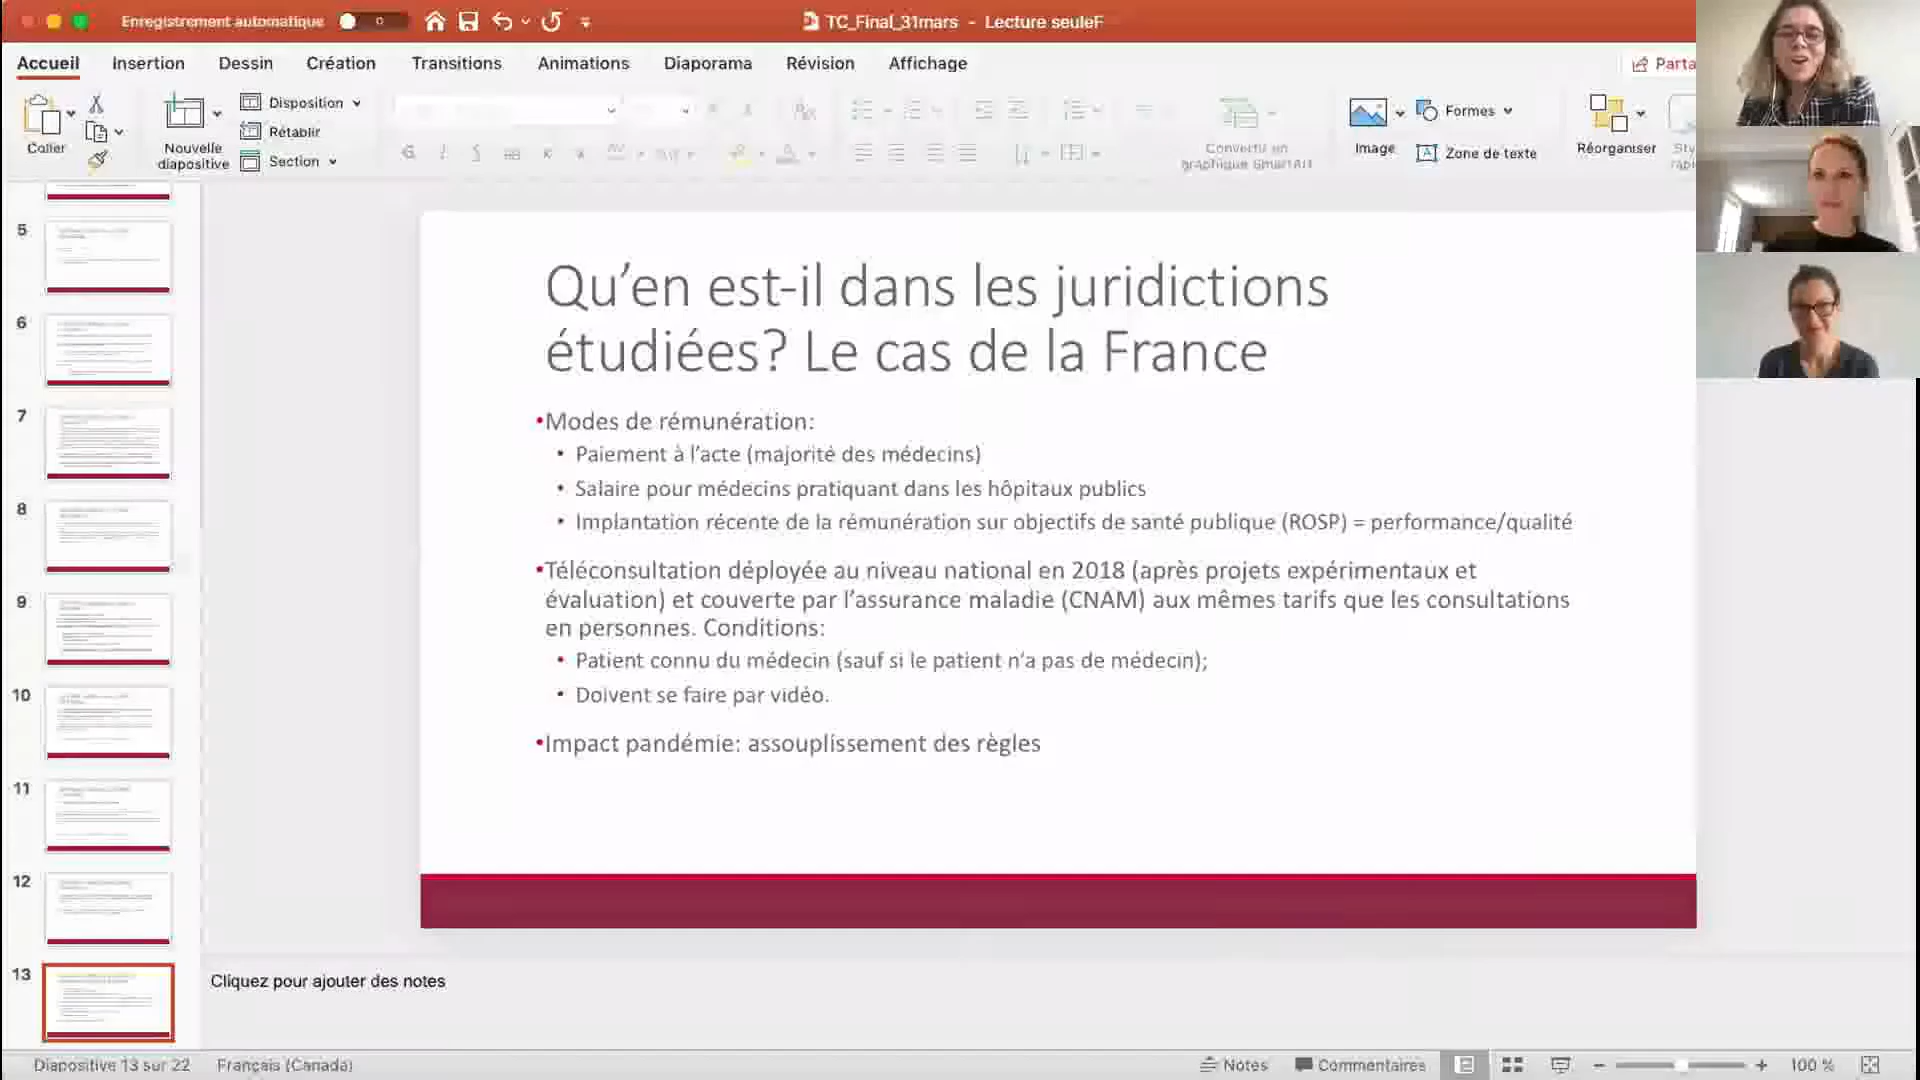 Enregistrement automatique
TC_Final_31mars - Lecture seuleF
Accueil Insertion Dessin Création Transitions Animations Diaporama Révision Affichage Parta
Coller
Nouvelle diapositive
Disposition
Rétablir
Section
Convertir en graphique SmartArt
Image
Formes
Zone de texte
Réorganiser
5
6
7
8
9
10
11
12
13
Qu'en est-il dans les juridictions
étudiées? Le cas de la France
•Modes de rémunération:
• Paiement à l'acte (majorité des médecins)
• Salaire pour médecins pratiquant dans les hôpitaux publics
• Implantation récente de la rémunération sur objectifs de santé publique (ROSP) = performance/qualité
•Téléconsultation déployée au niveau national en 2018 (après projets expérimentaux et
évaluation) et couverte par l'assurance maladie (CNAM) aux mêmes tarifs que les consultations
en personnes. Conditions:
• Patient connu du médecin (sauf si le patient n'a pas de médecin);
• Doivent se faire par vidéo.
•Impact pandémie: assouplissement des règles
Cliquez pour ajouter des notes
Diapositive 13 sur 22 Français (Canada)
Notes Commentaires 100 %